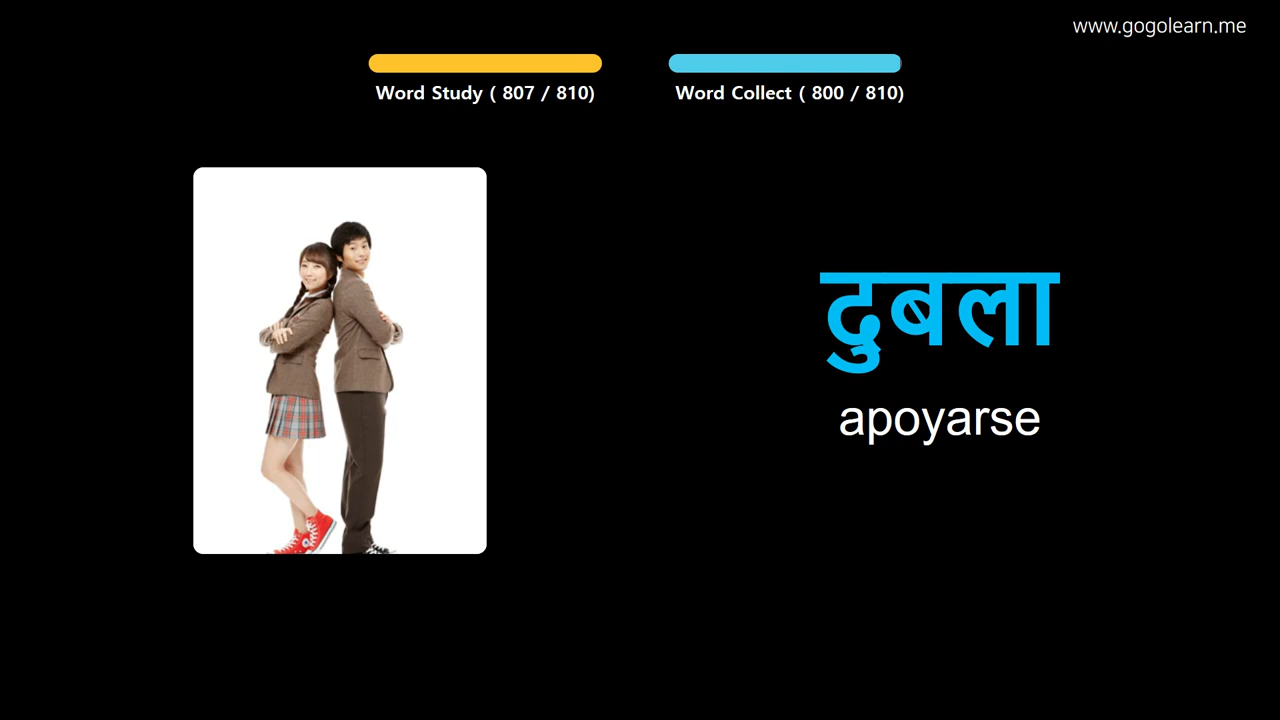 www.gogolearn.me
Word Study ( 807 / 810)
Word Collect ( 800 / 810)
दुबला
apoyarse